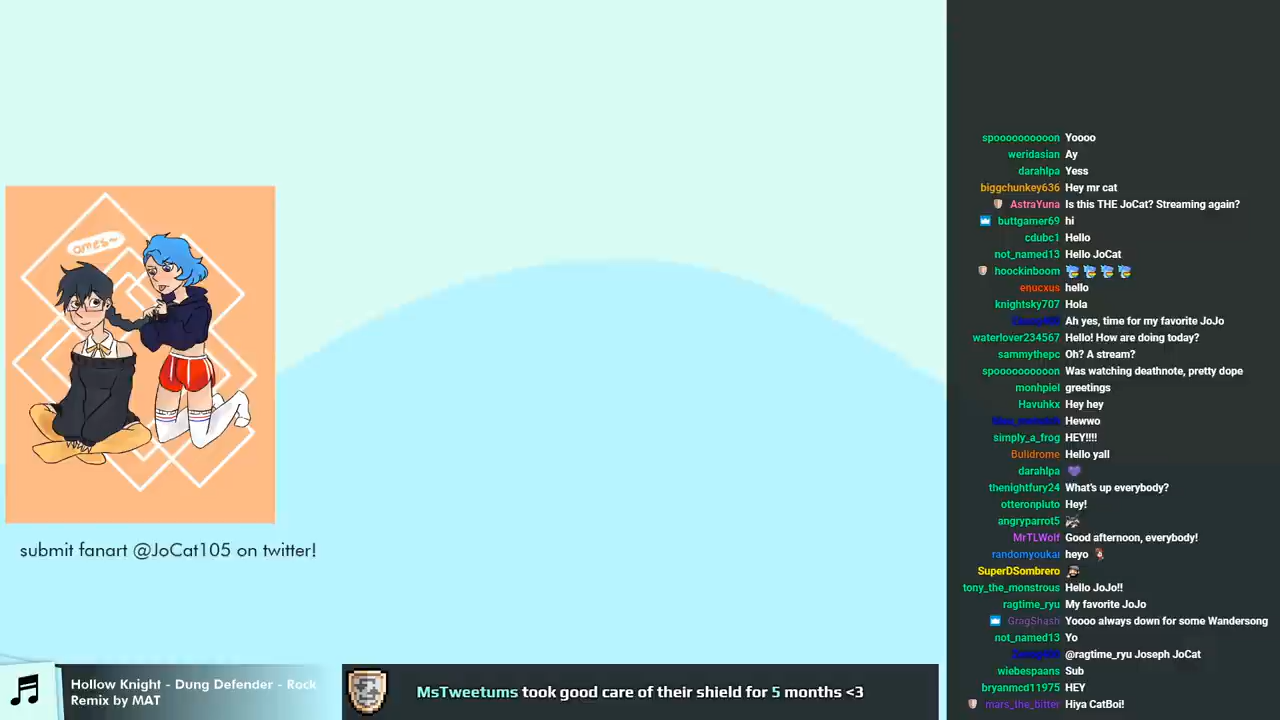 omes~
submit fanart @JoCat105 on twitter!
Hollow Knight - Dung Defender - Rock
Remix by MAT
MsTweetums took good care of their shield for 5 months <3
spoooooooooon Yoooo
weridasian Ay
darahlpa Yess
biggchunkey636 Hey mr cat
AstraYuna Is this THE JoCat? Streaming again?
buttgamer69 hi
cdubc1 Hello
not_named13 Hello JoCat
hoockinboom
enucxus hello
knightsky707 Hola
Ah yes, time for my favorite JoJo
waterlover234567 Hello! How are doing today?
sammythepc Oh? A stream?
spoooooooooon Was watching deathnote, pretty dope
monhpiel greetings
Havuhkx Hey hey
Hewwo
simply_a_frog HEY!!!!
Bulidrome Hello yall
darahlpa
thenightfury24 What's up everybody?
otteronpluto Hey!
angryparrot5
MrTLWolf Good afternoon, everybody!
randomyoukai heyo
SuperDSombrero
tony_the_monstrous Hello JoJo!!
ragtime_ryu My favorite JoJo
GragShash Yoooo always down for some Wandersong
not_named13 Yo
@ragtime_ryu Joseph JoCat
wiebespaans Sub
bryanmcd11975 HEY
mars_the_bitter Hiya CatBoi!